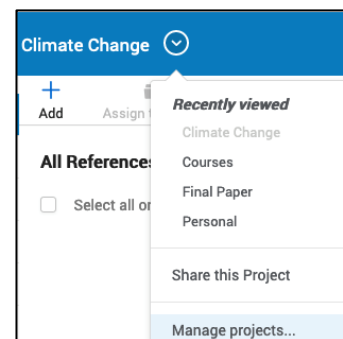 Climate Change
Add
Assign
Recently viewed
Climate Change
Courses
Final Paper
Personal
All References
Select all
Share this Project
Manage projects...